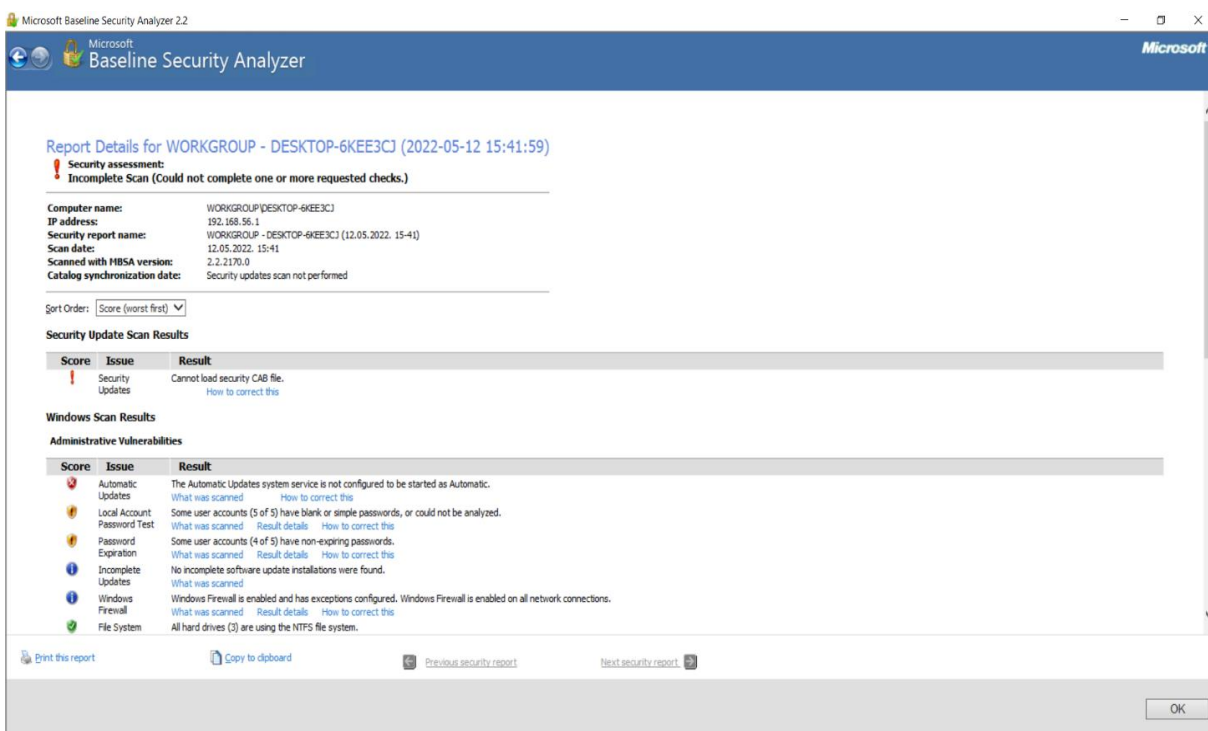 Microsoft Baseline Security Analyzer 2.2
Microsoft
Baseline Security Analyzer
Microsoft
Report Details for WORKGROUP - DESKTOP-6KEE3CJ (2022-05-12 15:41:59)
Security assessment:
Incomplete Scan (Could not complete one or more requested checks.)
Computer name: WORKGROUP\DESKTOP-6KEE3CJ
IP address: 192.168.56.1
Security report name: WORKGROUP - DESKTOP-6KEE3CJ (12.05.2022. 15-41)
Scan date: 12.05.2022. 15:41
Scanned with MBSA version: 2.2.2170.0
Catalog synchronization date: Security updates scan not performed
Sort Order: Score (worst first)
Security Update Scan Results
Score Issue Result
Security Cannot load security CAB file.
Updates How to correct this
Windows Scan Results
Administrative Vulnerabilities
Score Issue Result
Automatic The Automatic Updates system service is not configured to be started as Automatic.
Updates What was scanned How to correct this
Local Account Some user accounts (5 of 5) have blank or simple passwords, or could not be analyzed.
Password Test What was scanned Result details How to correct this
Password Some user accounts (4 of 5) have non-expiring passwords.
Expiration What was scanned Result details How to correct this
Incomplete No incomplete software update installations were found.
Updates What was scanned
Windows Windows Firewall is enabled and has exceptions configured. Windows Firewall is enabled on all network connections.
Firewall What was scanned Result details How to correct this
File System All hard drives (3) are using the NTFS file system.
Print this report Copy to clipboard Previous security report Next security report
OK